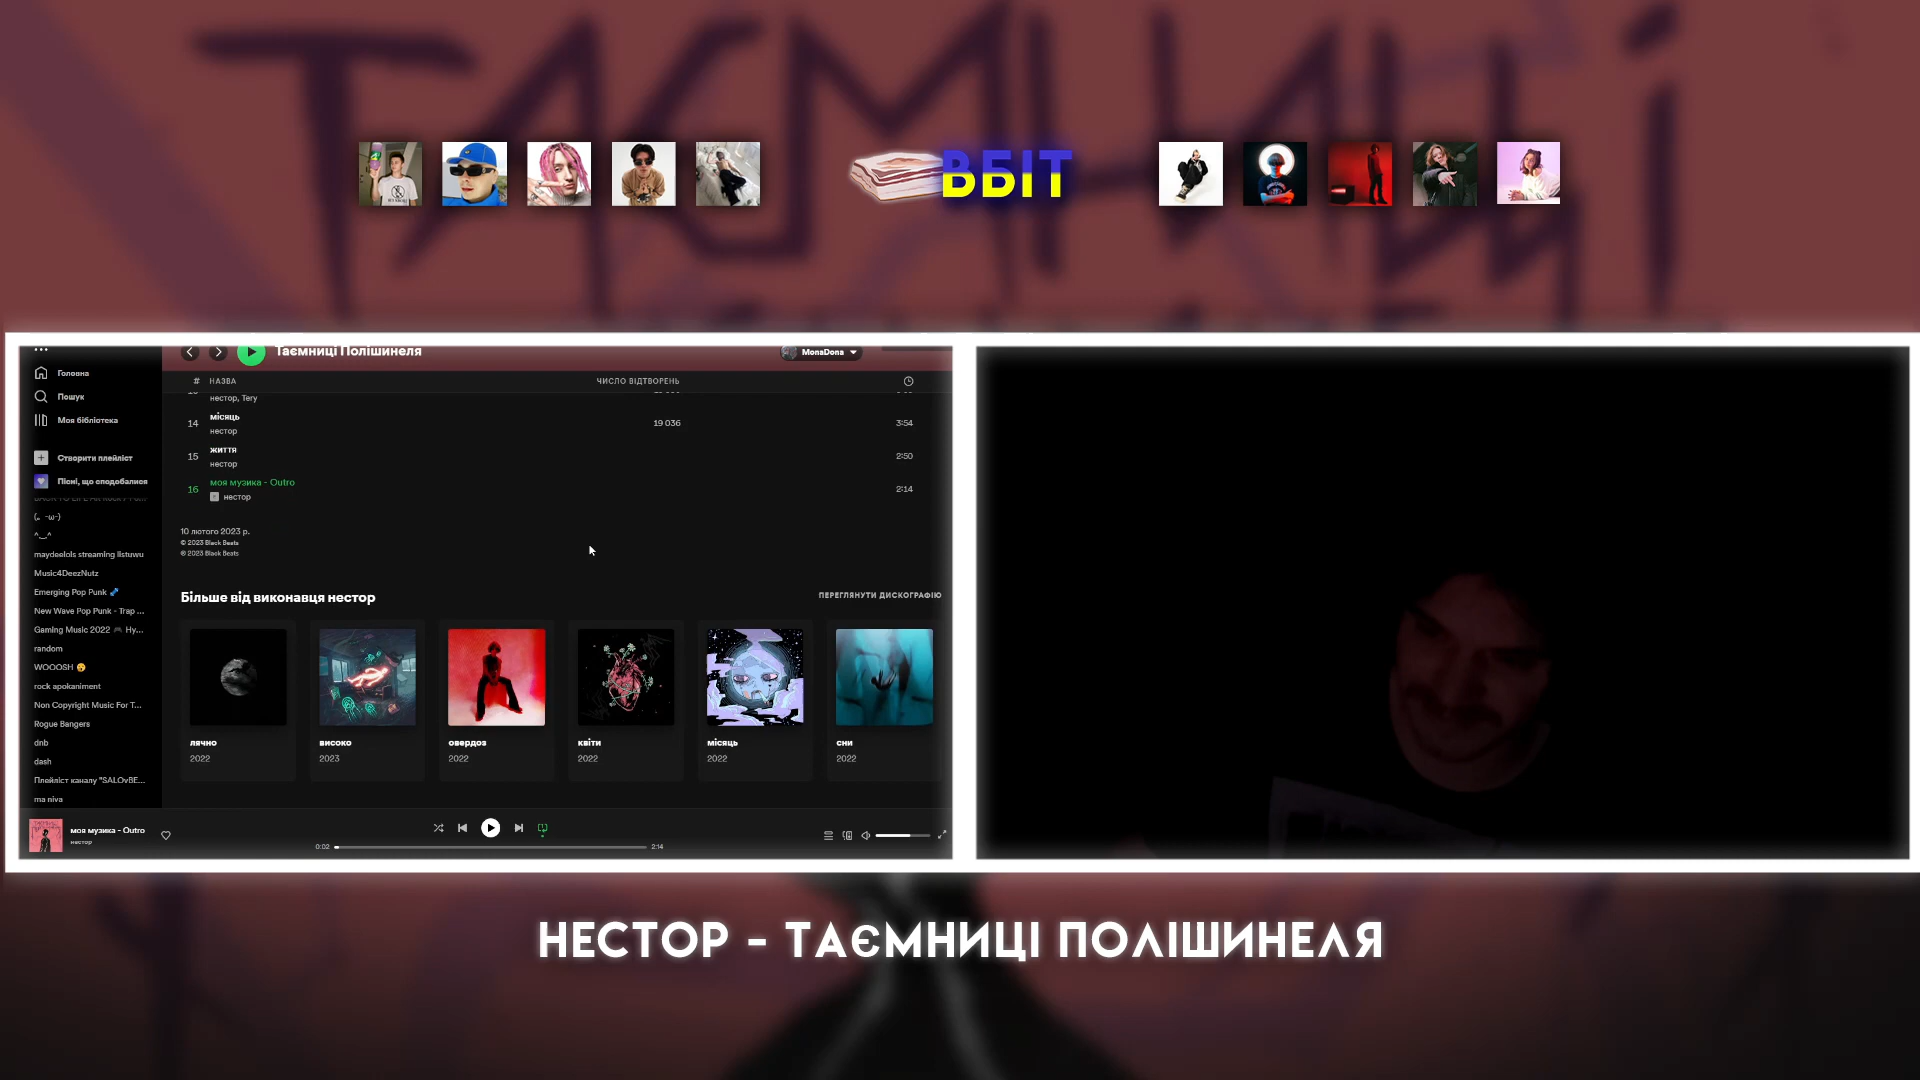 ТАЄМНИЦІ
ВБІТ
Таємниці Полішинеля
MonaDona
Головна
Пошук
Моя бібліотека
Створити плейліст
Пісні, що сподобалися
(。-ω-)
^‿^
maydeelols streaming listuwu
Music4DeezNutz
Emerging Pop Punk
New Wave Pop Punk - Trap ...
Gaming Music 2022 🎮 Hy...
random
WOOOSH 😮
rock apokaniment
Non Copyright Music For T...
Rogue Bangers
dnb
dash
Плейліст каналу "SALOvBE...
ma niva
# НАЗВА ЧИСЛО ВІДТВОРЕНЬ
нестор, Tery
14 місяць 19 036 3:54
нестор
15 життя 2:50
нестор
16 моя музика - Outro 2:14
нестор
10 лютого 2023 р.
© 2023 Black Beats
℗ 2023 Black Beats
Більше від виконавця нестор ПЕРЕГЛЯНУТИ ДИСКОГРАФІЮ
лячно високо овердоз квіти місяць сни
2022 2023 2022 2022 2022 2022
моя музика - Outro
нестор
0:02 2:14
НЕСТОР - ТАЄМНИЦІ ПОЛІШИНЕЛЯ